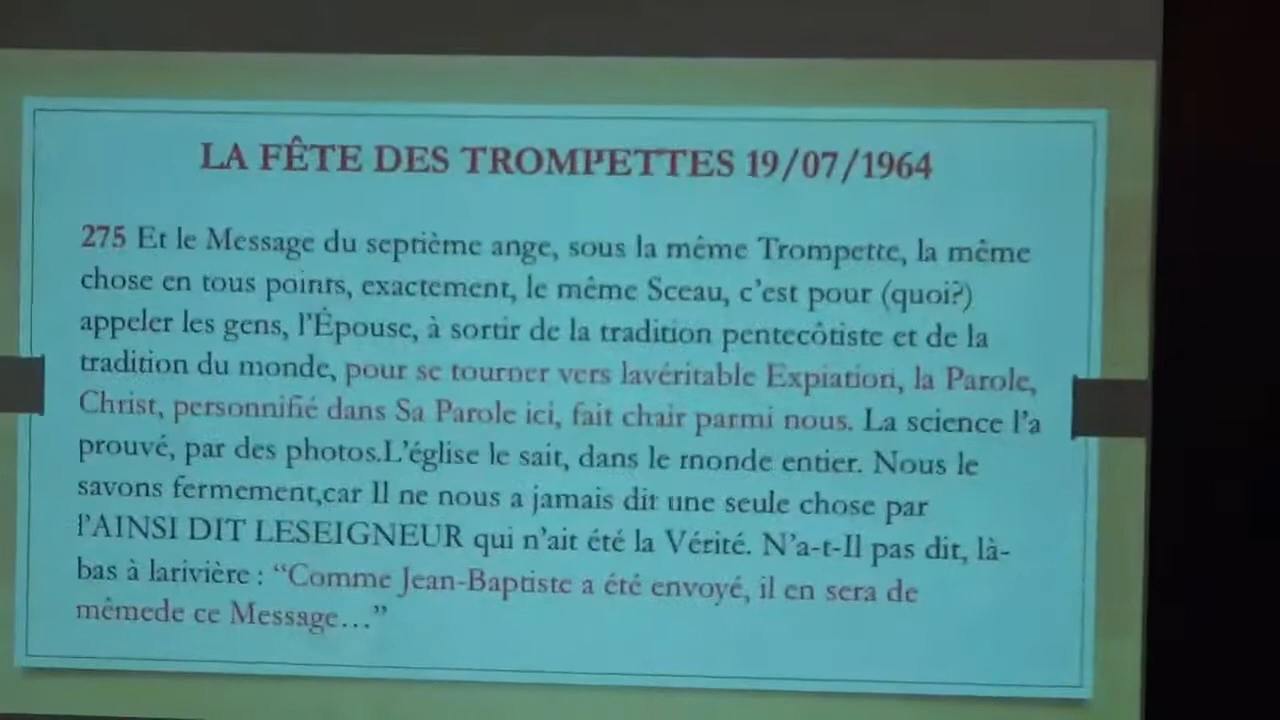 LA FÊTE DES TROMPETTES 19/07/1964
275 Et le Message du septième ange, sous la même Trompette, la même
chose en tous points, exactement, le même Sceau, c'est pour (quoi?)
appeler les gens, l'Épouse, à sortir de la tradition pentecôtiste et de la
tradition du monde, pour se tourner vers lavéritable Expiation, la Parole,
Christ, personnifié dans Sa Parole ici, fait chair parmi nous. La science l'a
prouvé, par des photos.L'église le sait, dans le monde entier. Nous le
savons fermement,car Il ne nous a jamais dit une seule chose par
l'AINSI DIT LESEIGNEUR qui n'ait été la Vérité. N'a-t-Il pas dit, là-
bas à larivière : “Comme Jean-Baptiste a été envoyé, il en sera de
mêmede ce Message…”